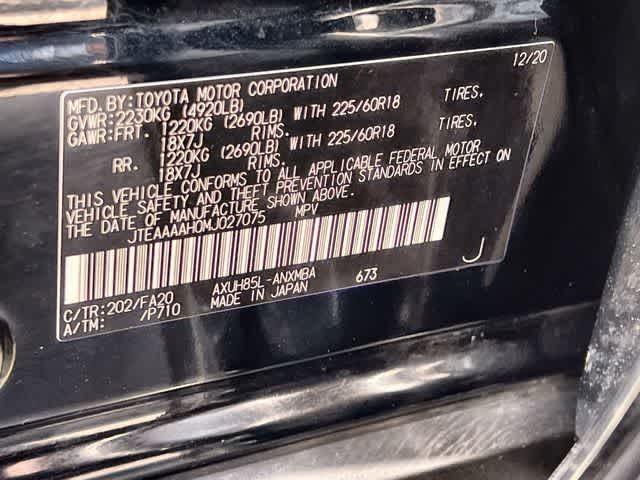 12/20
MFD.BY:TOYOTA MOTOR CORPORATION
GVWR:2230KG (4920LB)
GAWR:FRT. 1220KG (2690LB) WITH 225/60R18 TIRES.
18X7J RIMS.
RR. 1220KG (2690LB) WITH 225/60R18 TIRES.
18X7J RIMS.
THIS VEHICLE CONFORMS TO ALL APPLICABLE FEDERAL MOTOR
VEHICLE SAFETY AND THEFT PREVENTION STANDARDS IN EFFECT ON
THE DATE OF MANUFACTURE SHOWN ABOVE.
JTEAAAAH0MJ027075 MPV
J
C/TR:202/FA20 AXUH85L-ANXMBA 673
A/TM: /P710 MADE IN JAPAN